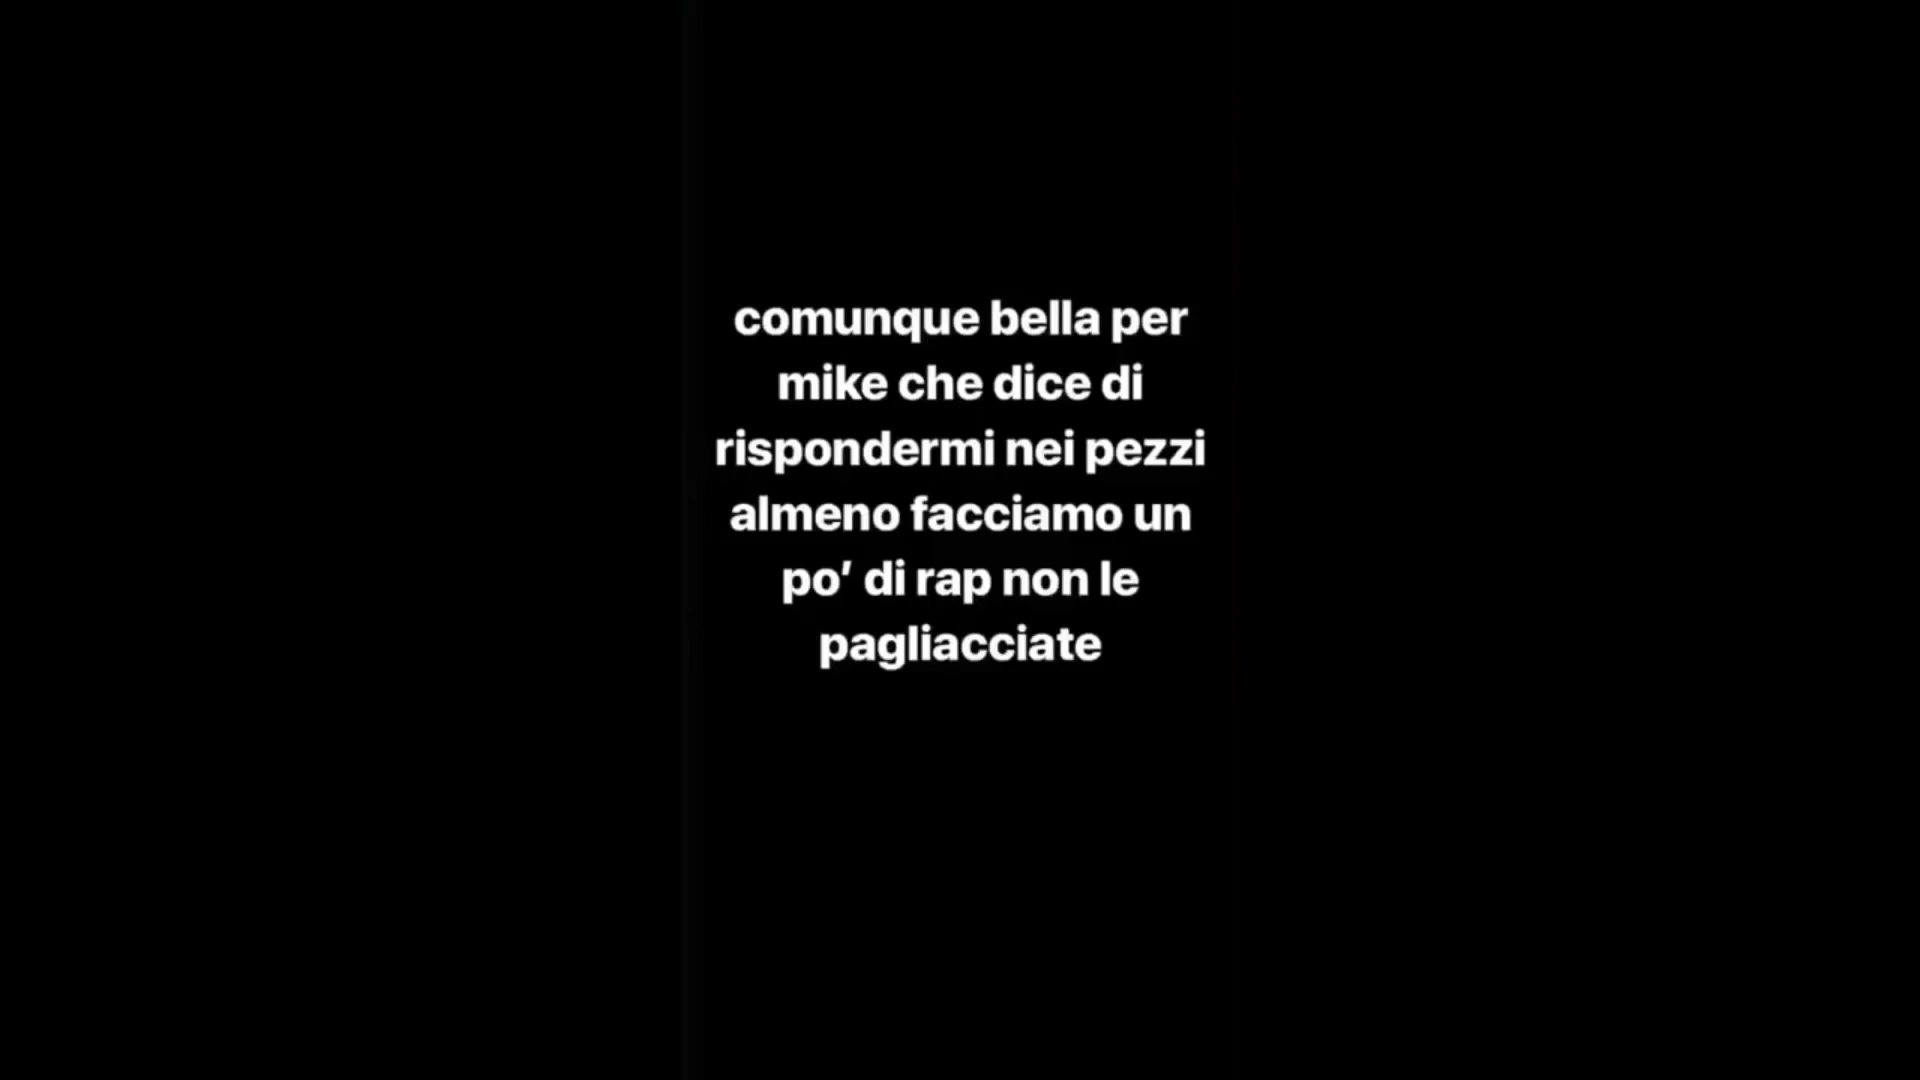 comunque bella per
mike che dice di
rispondermi nei pezzi
almeno facciamo un
po’ di rap non le
pagliacciate